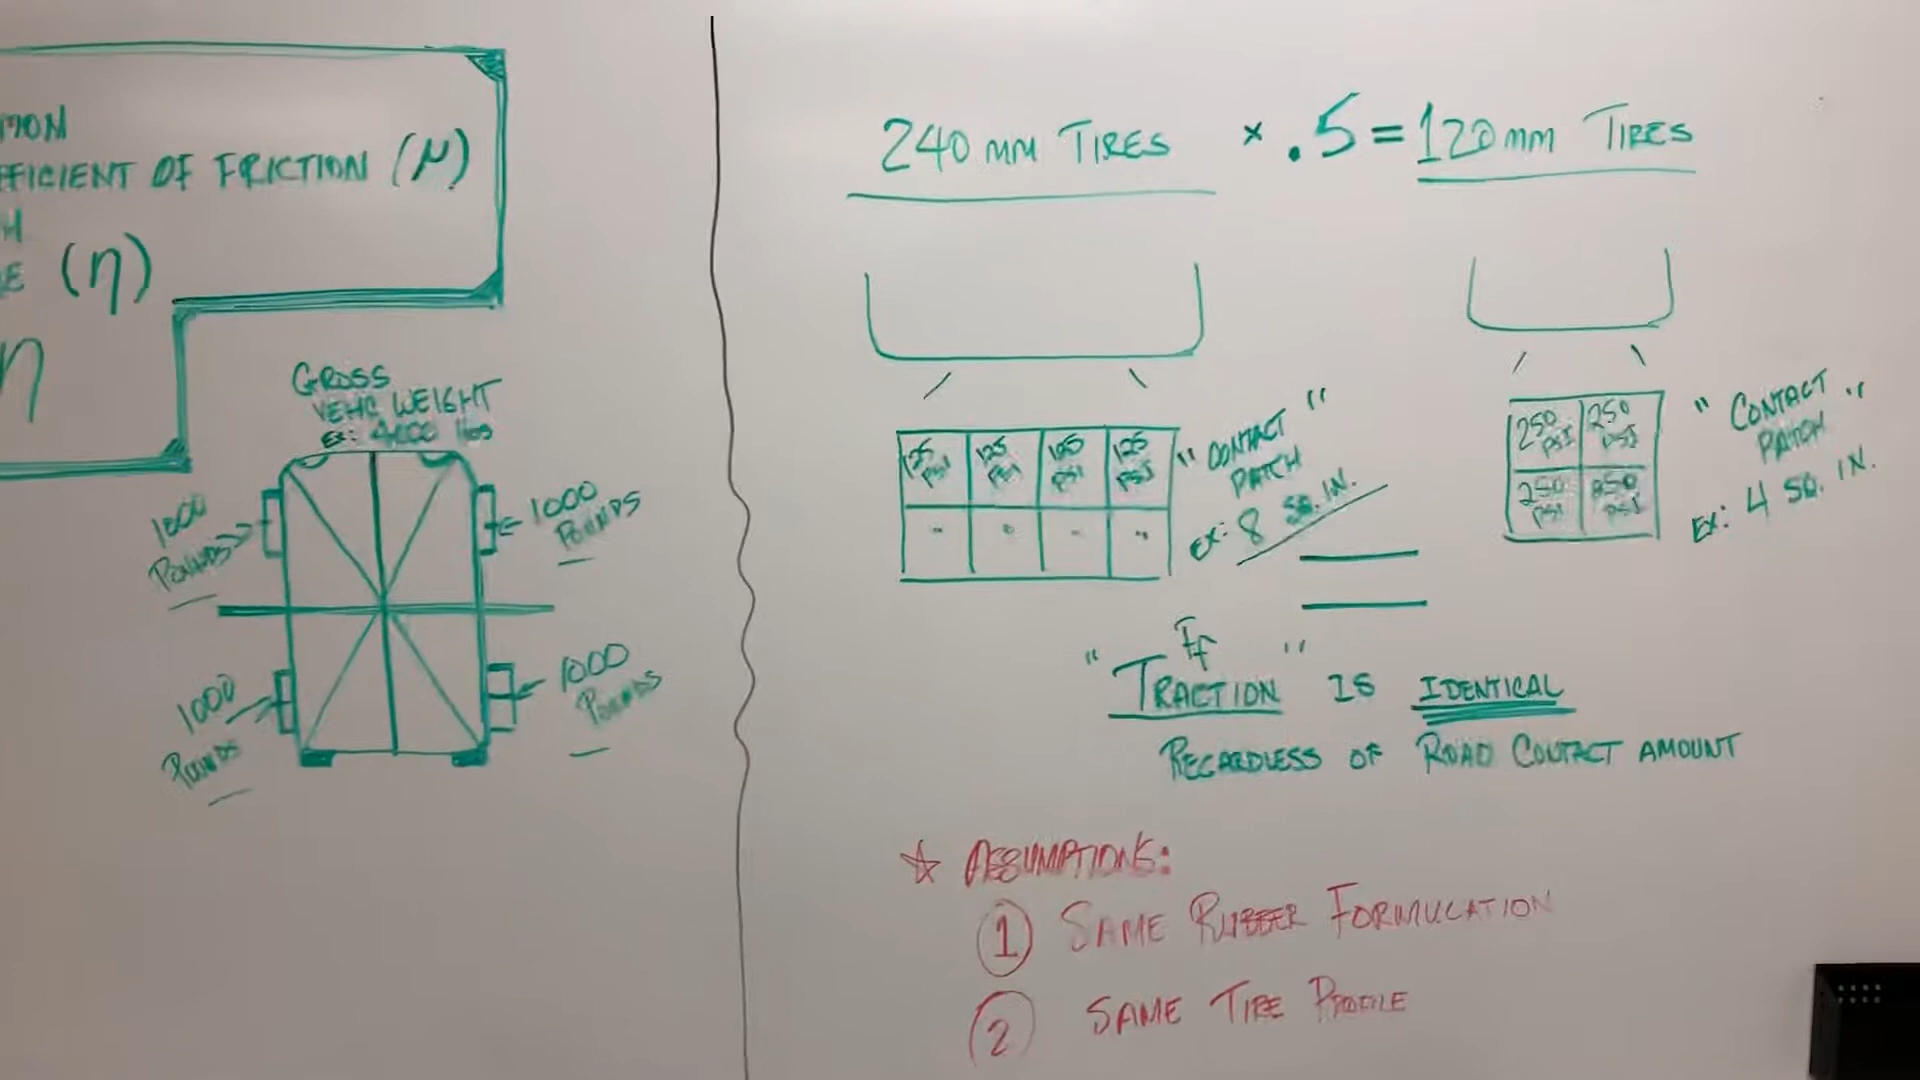 FFICIENT OF FRICTION (μ)
(η)
η
GROSS
VEHC WEIGHT
EX: 4000 lbs
1000
POUNDS
1000
POUNDS
1000
POUNDS
1000
POUNDS
240 mm TIRES × .5 = 120 mm TIRES
125 PSI
125 PSI
125 PSI
125 PSI
" CONTACT "
PATCH
EX: 8 SQ. IN.
250 PSI
250 PSI
250 PSI
250 PSI
" CONTACT "
PATCH
EX: 4 SQ. IN.
=
Ff
"TRACTION" IS IDENTICAL
REGARDLESS OF ROAD CONTACT AMOUNT
☆ ASSUMPTIONS:
① SAME RUBBER FORMULATION
② SAME TIRE PROFILE